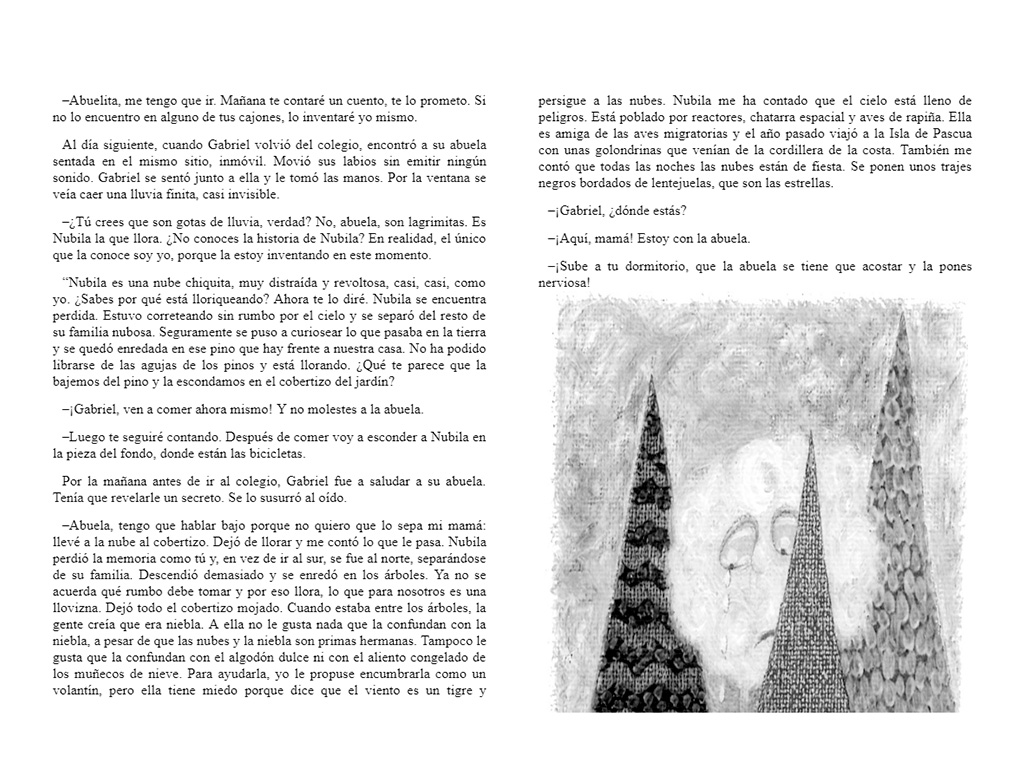 –Abuelita, me tengo que ir. Mañana te contaré un cuento, te lo prometo. Si
no lo encuentro en alguno de tus cajones, lo inventaré yo mismo.
Al día siguiente, cuando Gabriel volvió del colegio, encontró a su abuela
sentada en el mismo sitio, inmóvil. Movió sus labios sin emitir ningún
sonido. Gabriel se sentó junto a ella y le tomó las manos. Por la ventana se
veía caer una lluvia finita, casi invisible.
–¿Tú crees que son gotas de lluvia, verdad? No, abuela, son lagrimitas. Es
Nubila la que llora. ¿No conoces la historia de Nubila? En realidad, el único
que la conoce soy yo, porque la estoy inventando en este momento.
“Nubila es una nube chiquita, muy distraída y revoltosa, casi, casi, como
yo. ¿Sabes por qué está lloriqueando? Ahora te lo diré. Nubila se encuentra
perdida. Estuvo correteando sin rumbo por el cielo y se separó del resto de
su familia nubosa. Seguramente se puso a curiosear lo que pasaba en la tierra
y se quedó enredada en ese pino que hay frente a nuestra casa. No ha podido
librarse de las agujas de los pinos y está llorando. ¿Qué te parece que la
bajemos del pino y la escondamos en el cobertizo del jardín?
–¡Gabriel, ven a comer ahora mismo! Y no molestes a la abuela.
–Luego te seguiré contando. Después de comer voy a esconder a Nubila en
la pieza del fondo, donde están las bicicletas.
Por la mañana antes de ir al colegio, Gabriel fue a saludar a su abuela.
Tenía que revelarle un secreto. Se lo susurró al oído.
–Abuela, tengo que hablar bajo porque no quiero que lo sepa mi mamá:
llevé a la nube al cobertizo. Dejó de llorar y me contó lo que le pasa. Nubila
perdió la memoria como tú y, en vez de ir al sur, se fue al norte, separándose
de su familia. Descendió demasiado y se enredó en los árboles. Ya no se
acuerda qué rumbo debe tomar y por eso llora, lo que para nosotros es una
llovizna. Dejó todo el cobertizo mojado. Cuando estaba entre los árboles, la
gente creía que era niebla. A ella no le gusta nada que la confundan con la
niebla, a pesar de que las nubes y la niebla son primas hermanas. Tampoco le
gusta que la confundan con el algodón dulce ni con el aliento congelado de
los muñecos de nieve. Para ayudarla, yo le propuse encumbrarla como un
volantín, pero ella tiene miedo porque dice que el viento es un tigre y
persigue a las nubes. Nubila me ha contado que el cielo está lleno de
peligros. Está poblado por reactores, chatarra espacial y aves de rapiña. Ella
es amiga de las aves migratorias y el año pasado viajó a la Isla de Pascua
con unas golondrinas que venían de la cordillera de la costa. También me
contó que todas las noches las nubes están de fiesta. Se ponen unos trajes
negros bordados de lentejuelas, que son las estrellas.
–¡Gabriel, ¿dónde estás?
–¡Aquí, mamá! Estoy con la abuela.
–¡Sube a tu dormitorio, que la abuela se tiene que acostar y la pones
nerviosa!